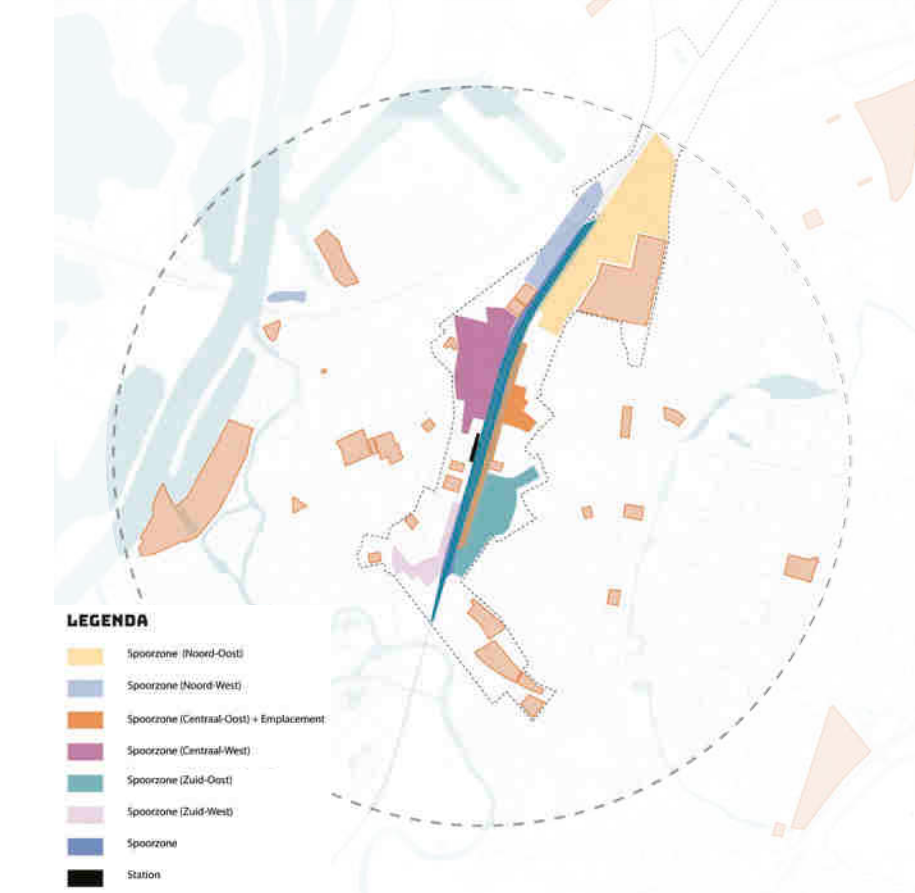 LEGENDA
Spoorzone (Noord-Oost)
Spoorzone (Noord-West)
Spoorzone (Centraal-Oost) + Emplacement
Spoorzone (Centraal-West)
Spoorzone (Zuid-Oost)
Spoorzone (Zuid-West)
Spoorzone
Station